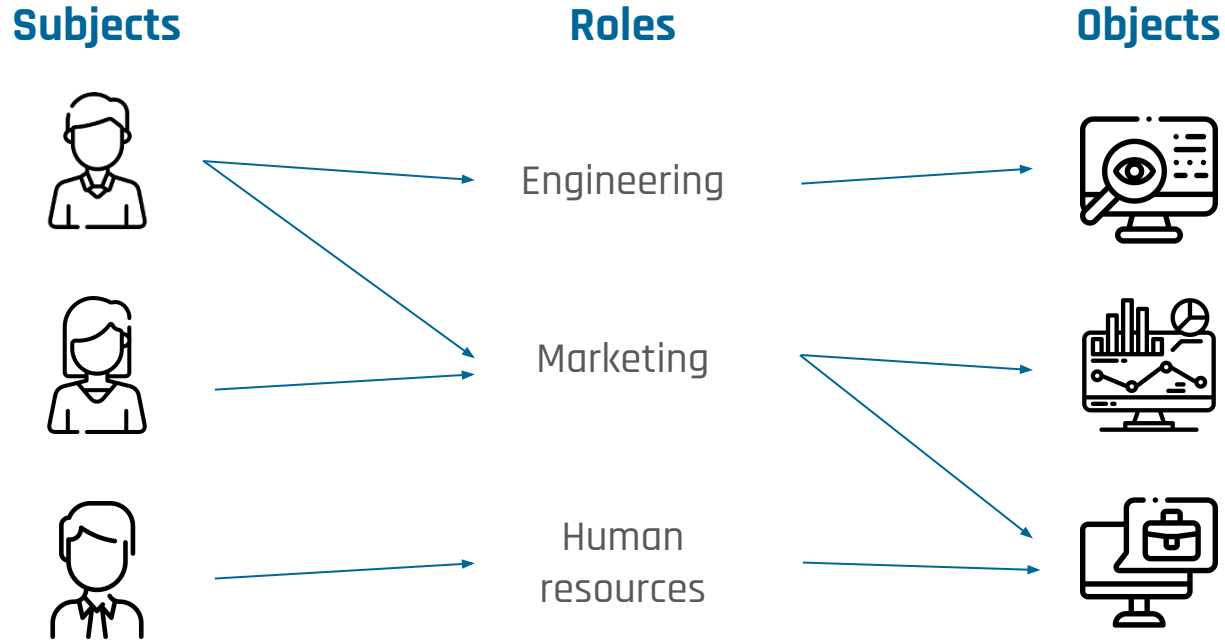 Subjects
Roles
Objects
Engineering
Marketing
Human
resources